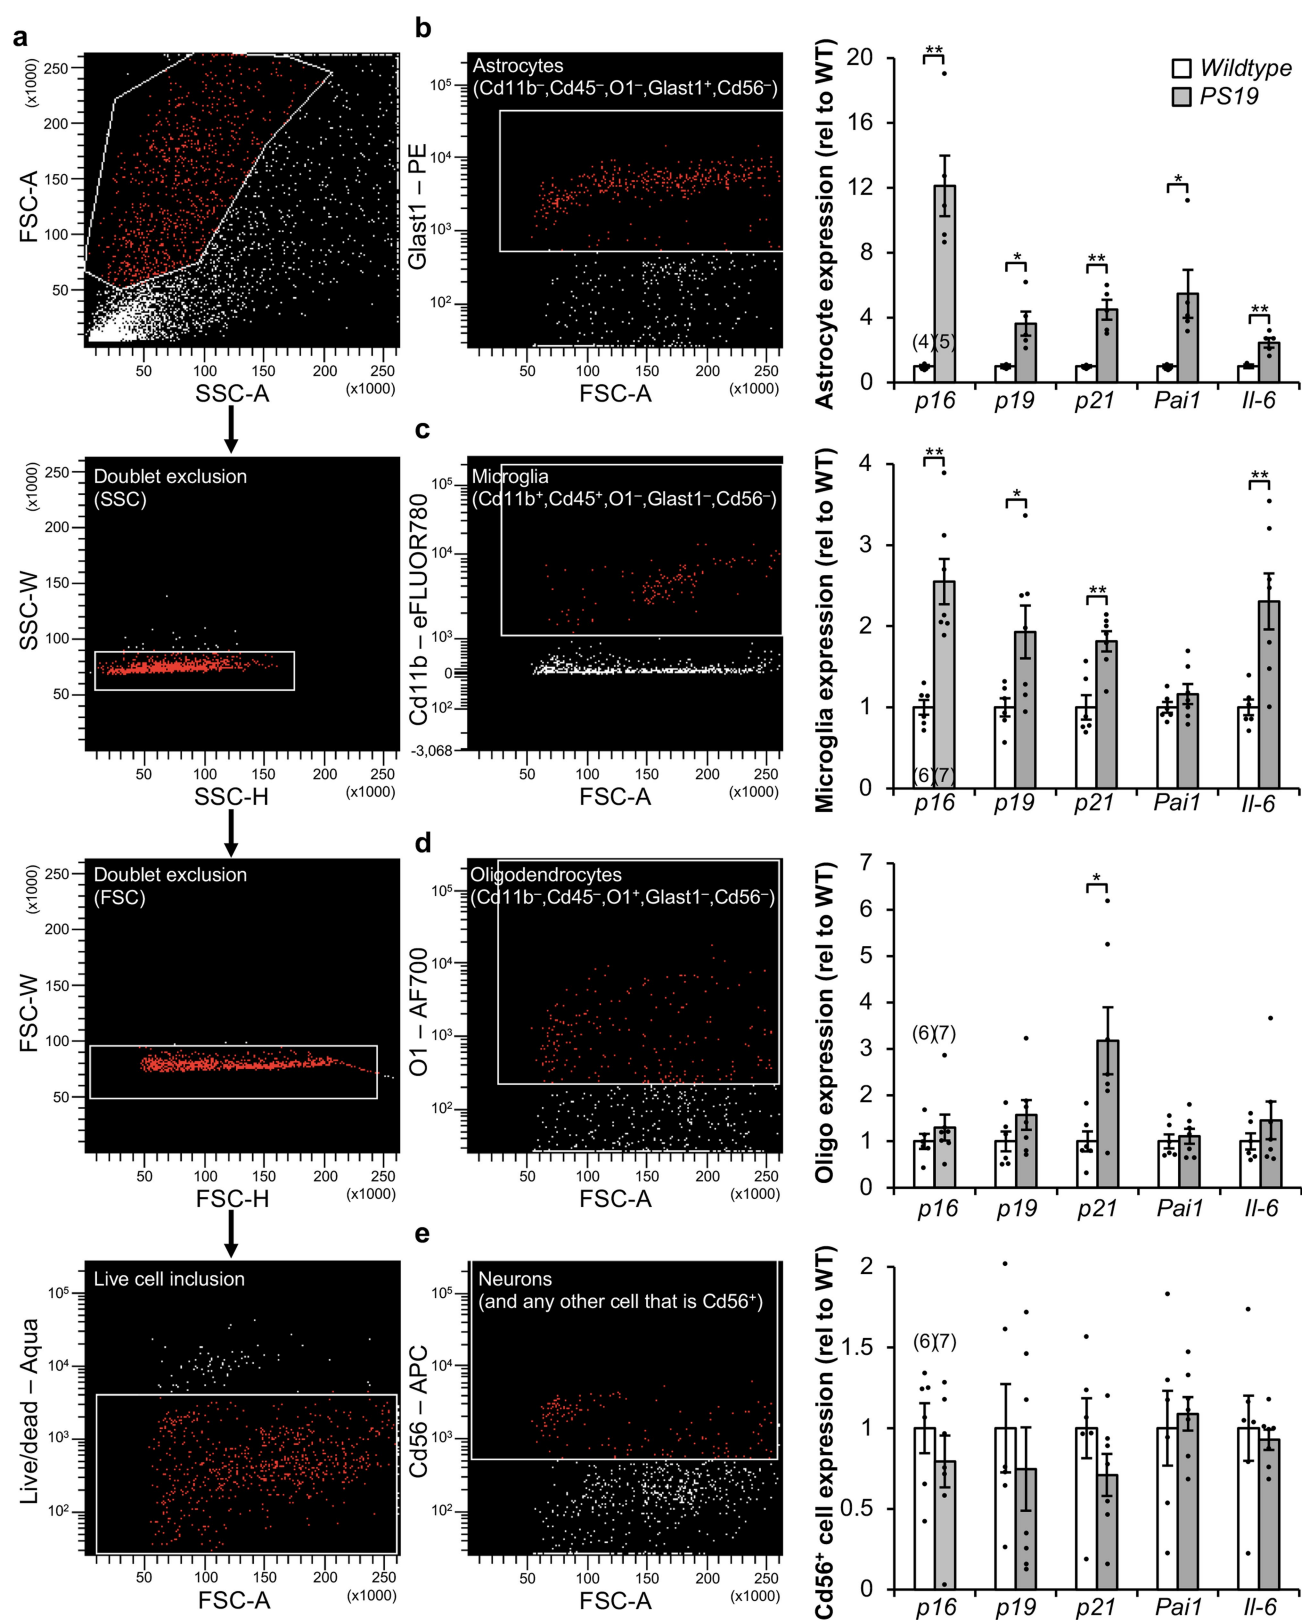 a
(x1000)
250
200
150
100
50
FSC-A
50 100 150 200 250
SSC-A (x1000)
b
Astrocytes
(Cd11b–,Cd45–,O1–,Glast1+,Cd56–)
10⁵
10⁴
10³
10²
Glast1 – PE
50 100 150 200 250
FSC-A (x1000)
Astrocyte expression (rel to WT)
20
16
12
8
4
0
** * ** * **
(4)(5)
Wildtype
PS19
p16 p19 p21 Pai1 Il-6
Doublet exclusion
(SSC)
(x1000)
250
200
150
100
50
SSC-W
50 100 150 200 250
SSC-H (x1000)
c
Microglia
(Cd11b+,Cd45+,O1–,Glast1–,Cd56–)
10⁵
10⁴
10³
0
10²
-3,068
Cd11b – eFLUOR780
50 100 150 200 250
FSC-A (x1000)
Microglia expression (rel to WT)
4
3
2
1
0
** * ** **
(6)(7)
p16 p19 p21 Pai1 Il-6
Doublet exclusion
(FSC)
(x1000)
250
200
150
100
50
FSC-W
50 100 150 200 250
FSC-H (x1000)
d
Oligodendrocytes
(Cd11b–,Cd45–,O1+,Glast1–,Cd56–)
10⁵
10⁴
10³
10²
O1 – AF700
50 100 150 200 250
FSC-A (x1000)
Oligo expression (rel to WT)
7
6
5
4
3
2
1
0
*
(6)(7)
p16 p19 p21 Pai1 Il-6
Live cell inclusion
10⁵
10⁴
10³
10²
Live/dead – Aqua
50 100 150 200 250
FSC-A (x1000)
e
Neurons
(and any other cell that is Cd56+)
10⁵
10⁴
10³
10²
Cd56 – APC
50 100 150 200 250
FSC-A (x1000)
Cd56+ cell expression (rel to WT)
2
1.5
1
0.5
0
(6)(7)
p16 p19 p21 Pai1 Il-6